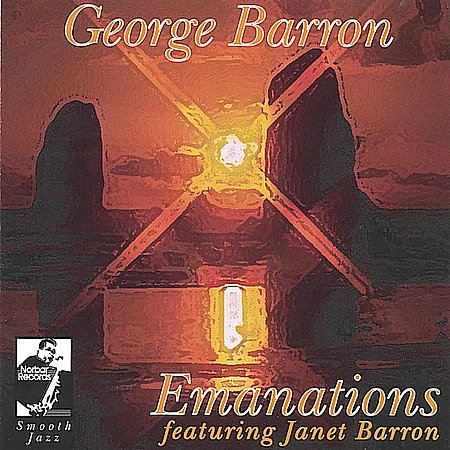 George Barron
Norbar
Records
Smooth
Jazz
Emanations
featuring Janet Barron